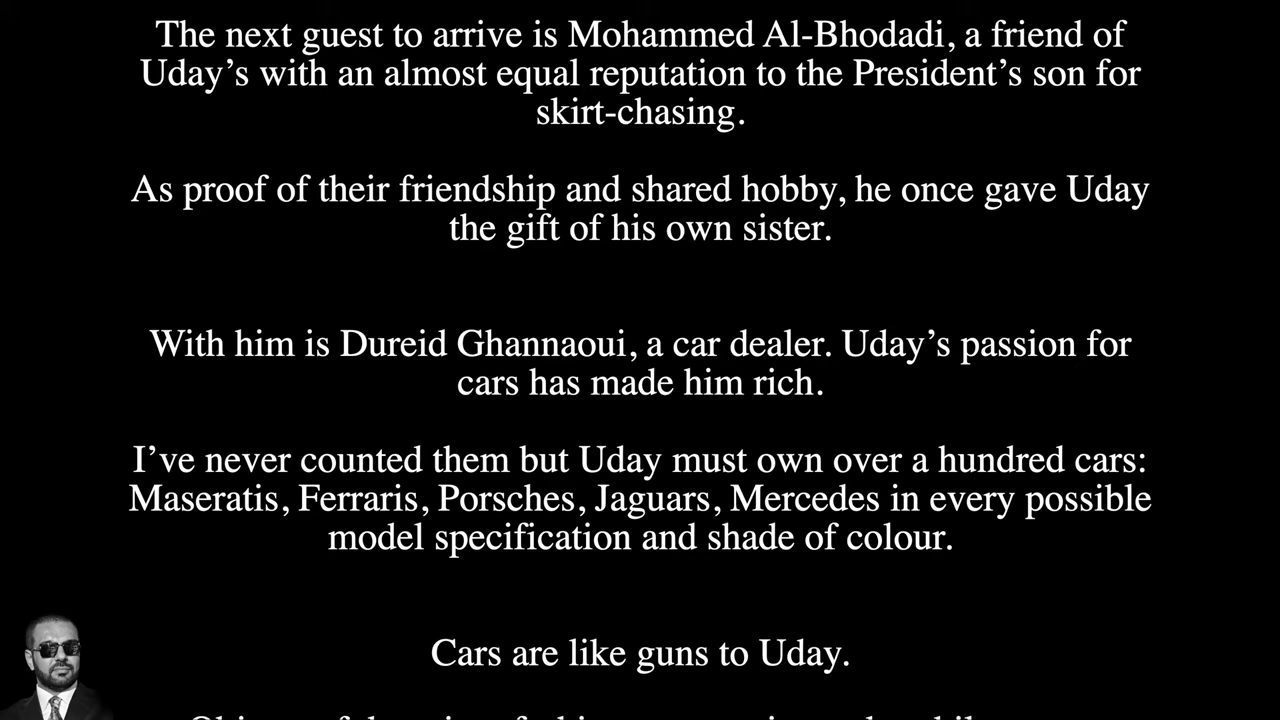 The next guest to arrive is Mohammed Al-Bhodadi, a friend of
Uday’s with an almost equal reputation to the President’s son for
skirt-chasing.
As proof of their friendship and shared hobby, he once gave Uday
the gift of his own sister.
With him is Dureid Ghannaoui, a car dealer. Uday’s passion for
cars has made him rich.
I’ve never counted them but Uday must own over a hundred cars:
Maseratis, Ferraris, Porsches, Jaguars, Mercedes in every possible
model specification and shade of colour.
Cars are like guns to Uday.